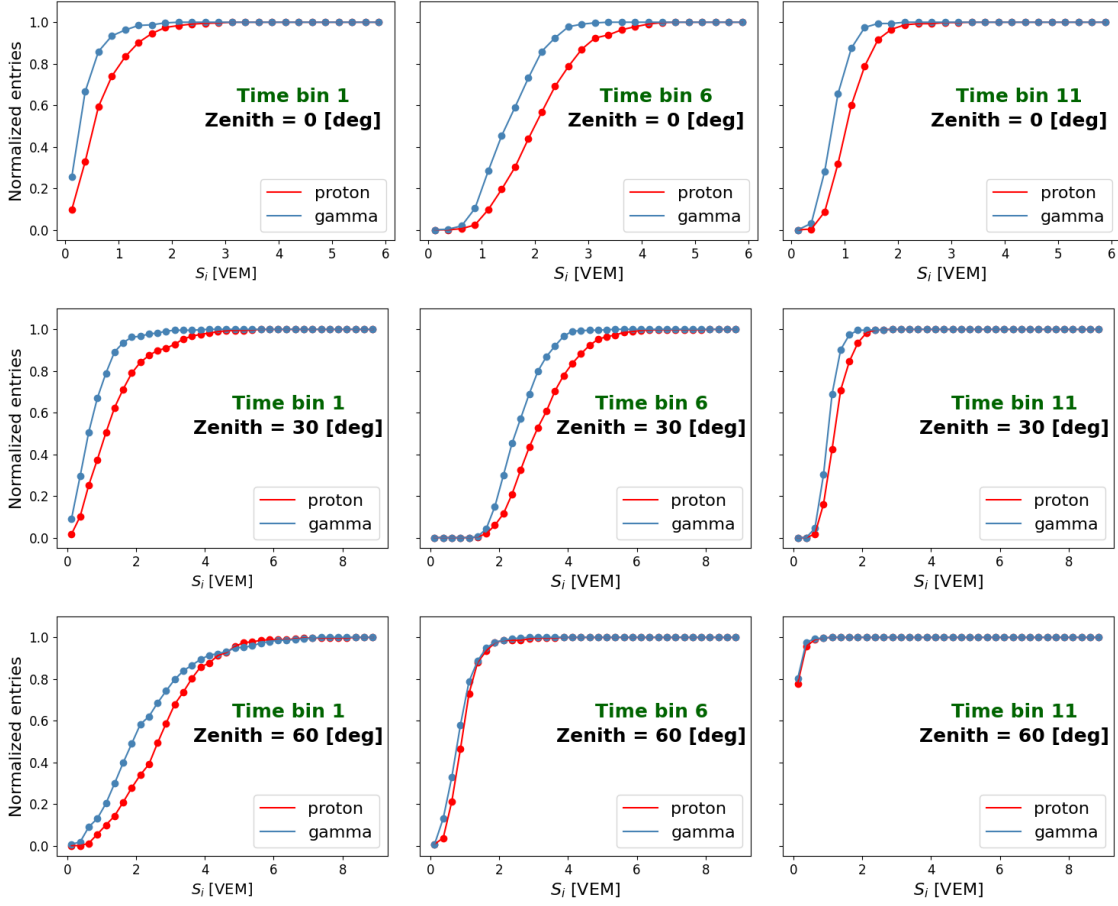 Normalized entries
1.0
0.8
0.6
0.4
0.2
0.0
Time bin 1
Zenith = 0 [deg]
proton
gamma
0 1 2 3 4 5 6
S_i [VEM]
Time bin 6
Zenith = 0 [deg]
proton
gamma
0 1 2 3 4 5 6
S_i [VEM]
Time bin 11
Zenith = 0 [deg]
proton
gamma
0 1 2 3 4 5 6
S_i [VEM]
Normalized entries
1.0
0.8
0.6
0.4
0.2
0.0
Time bin 1
Zenith = 30 [deg]
proton
gamma
0 2 4 6 8
S_i [VEM]
Time bin 6
Zenith = 30 [deg]
proton
gamma
0 2 4 6 8
S_i [VEM]
Time bin 11
Zenith = 30 [deg]
proton
gamma
0 2 4 6 8
S_i [VEM]
Normalized entries
1.0
0.8
0.6
0.4
0.2
0.0
Time bin 1
Zenith = 60 [deg]
proton
gamma
0 2 4 6 8
S_i [VEM]
Time bin 6
Zenith = 60 [deg]
proton
gamma
0 2 4 6 8
S_i [VEM]
Time bin 11
Zenith = 60 [deg]
proton
gamma
0 2 4 6 8
S_i [VEM]